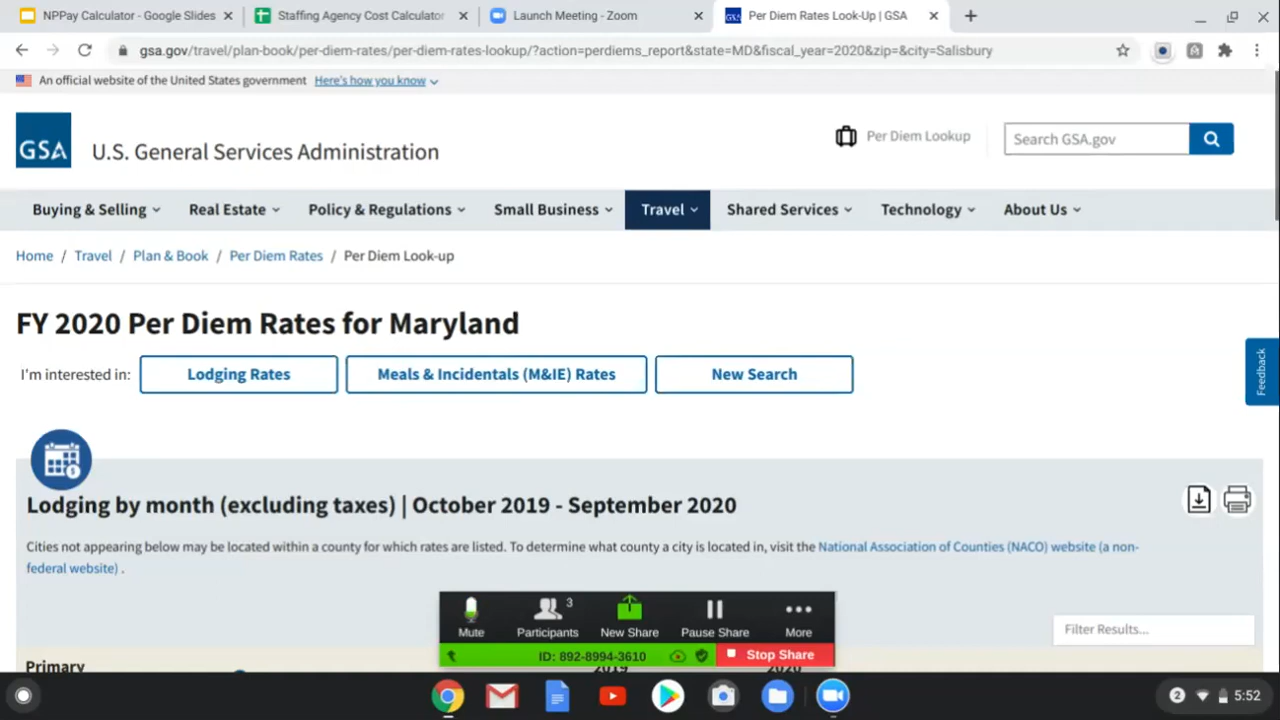 NPPay Calculator - Google Slides
Staffing Agency Cost Calculator
Launch Meeting - Zoom
Per Diem Rates Look-Up | GSA
gsa.gov/travel/plan-book/per-diem-rates/per-diem-rates-lookup/?action=perdiems_report&state=MD&fiscal_year=2020&zip=&city=Salisbury
An official website of the United States government Here's how you know
GSA
U.S. General Services Administration
Per Diem Lookup
Search GSA.gov
Buying & Selling Real Estate Policy & Regulations Small Business Travel Shared Services Technology About Us
Home / Travel / Plan & Book / Per Diem Rates / Per Diem Look-up
FY 2020 Per Diem Rates for Maryland
I'm interested in: Lodging Rates Meals & Incidentals (M&IE) Rates New Search
Feedback
Lodging by month (excluding taxes) | October 2019 - September 2020
Cities not appearing below may be located within a county for which rates are listed. To determine what county a city is located in, visit the National Association of Counties (NACO) website (a non-
federal website) .
Filter Results...
3
Mute Participants New Share Pause Share More
ID: 892-8994-3610 Stop Share
Primary 2019 2020
2 5:52